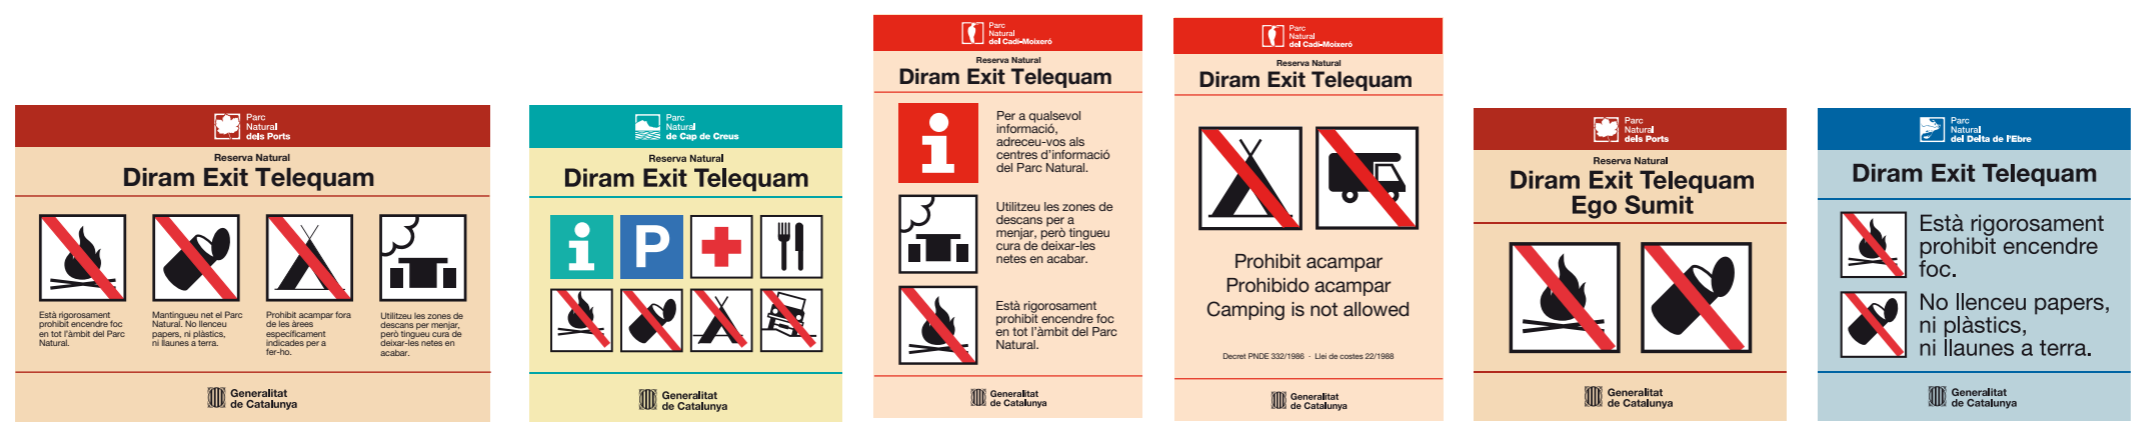 Parc
Natural
dels Ports
Reserva Natural
Diram Exit Telequam
Està rigorosament
prohibit encendre foc
en tot l'àmbit del Parc
Natural.
Mantingueu net el Parc
Natural. No llenceu
papers, ni plàstics,
ni llaunes a terra.
Prohibit acampar fora
de les àrees
específicament
indicades per a
fer-ho.
Utilitzeu les zones de
descans per menjar,
però tingueu cura de
deixar-les netes en
acabar.
Generalitat
de Catalunya
Parc
Natural
de Cap de Creus
Reserva Natural
Diram Exit Telequam
i
P
Generalitat
de Catalunya
Parc
Natural
del Cadí-Moixeró
Reserva Natural
Diram Exit Telequam
i
Per a qualsevol
informació,
adreceu-vos als
centres d'informació
del Parc Natural.
Utilitzeu les zones de
descans per a
menjar, però tingueu
cura de deixar-les
netes en acabar.
Està rigorosament
prohibit encendre foc
en tot l'àmbit del Parc
Natural.
Generalitat
de Catalunya
Parc
Natural
del Cadí-Moixeró
Reserva Natural
Diram Exit Telequam
Prohibit acampar
Prohibido acampar
Camping is not allowed
Decret PNDE 332/1986 - Llei de costes 22/1988
Generalitat
de Catalunya
Parc
Natural
dels Ports
Reserva Natural
Diram Exit Telequam
Ego Sumit
Generalitat
de Catalunya
Parc
Natural
del Delta de l'Ebre
Diram Exit Telequam
Està rigorosament
prohibit encendre
foc.
No llenceu papers,
ni plàstics,
ni llaunes a terra.
Generalitat
de Catalunya